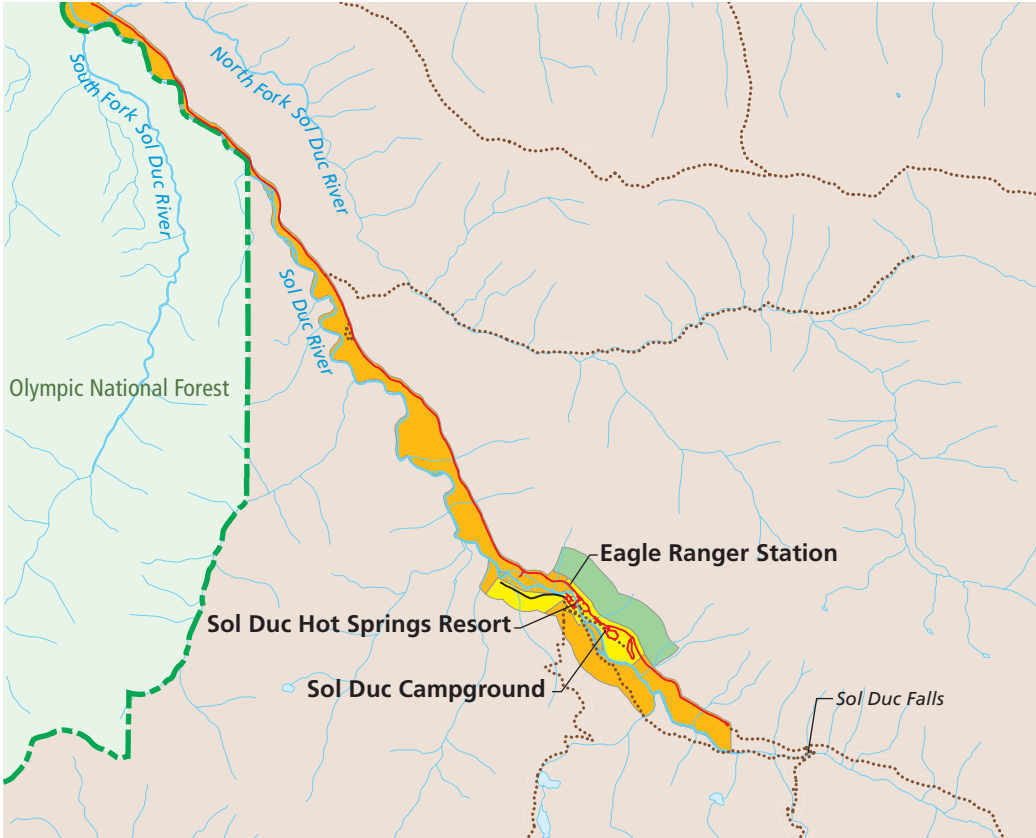 North Fork Sol Duc River
South Fork Sol Duc River
Sol Duc River
Olympic National Forest
Eagle Ranger Station
Sol Duc Hot Springs Resort
Sol Duc Campground
Sol Duc Falls